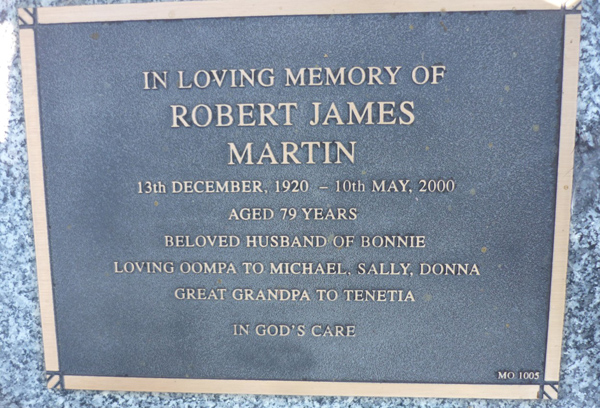 IN LOVING MEMORY OF
ROBERT JAMES
MARTIN
13th DECEMBER, 1920 – 10th MAY, 2000
AGED 79 YEARS
BELOVED HUSBAND OF BONNIE
LOVING OOMPA TO MICHAEL, SALLY, DONNA
GREAT GRANDPA TO TENETIA
IN GOD'S CARE
MO 1005